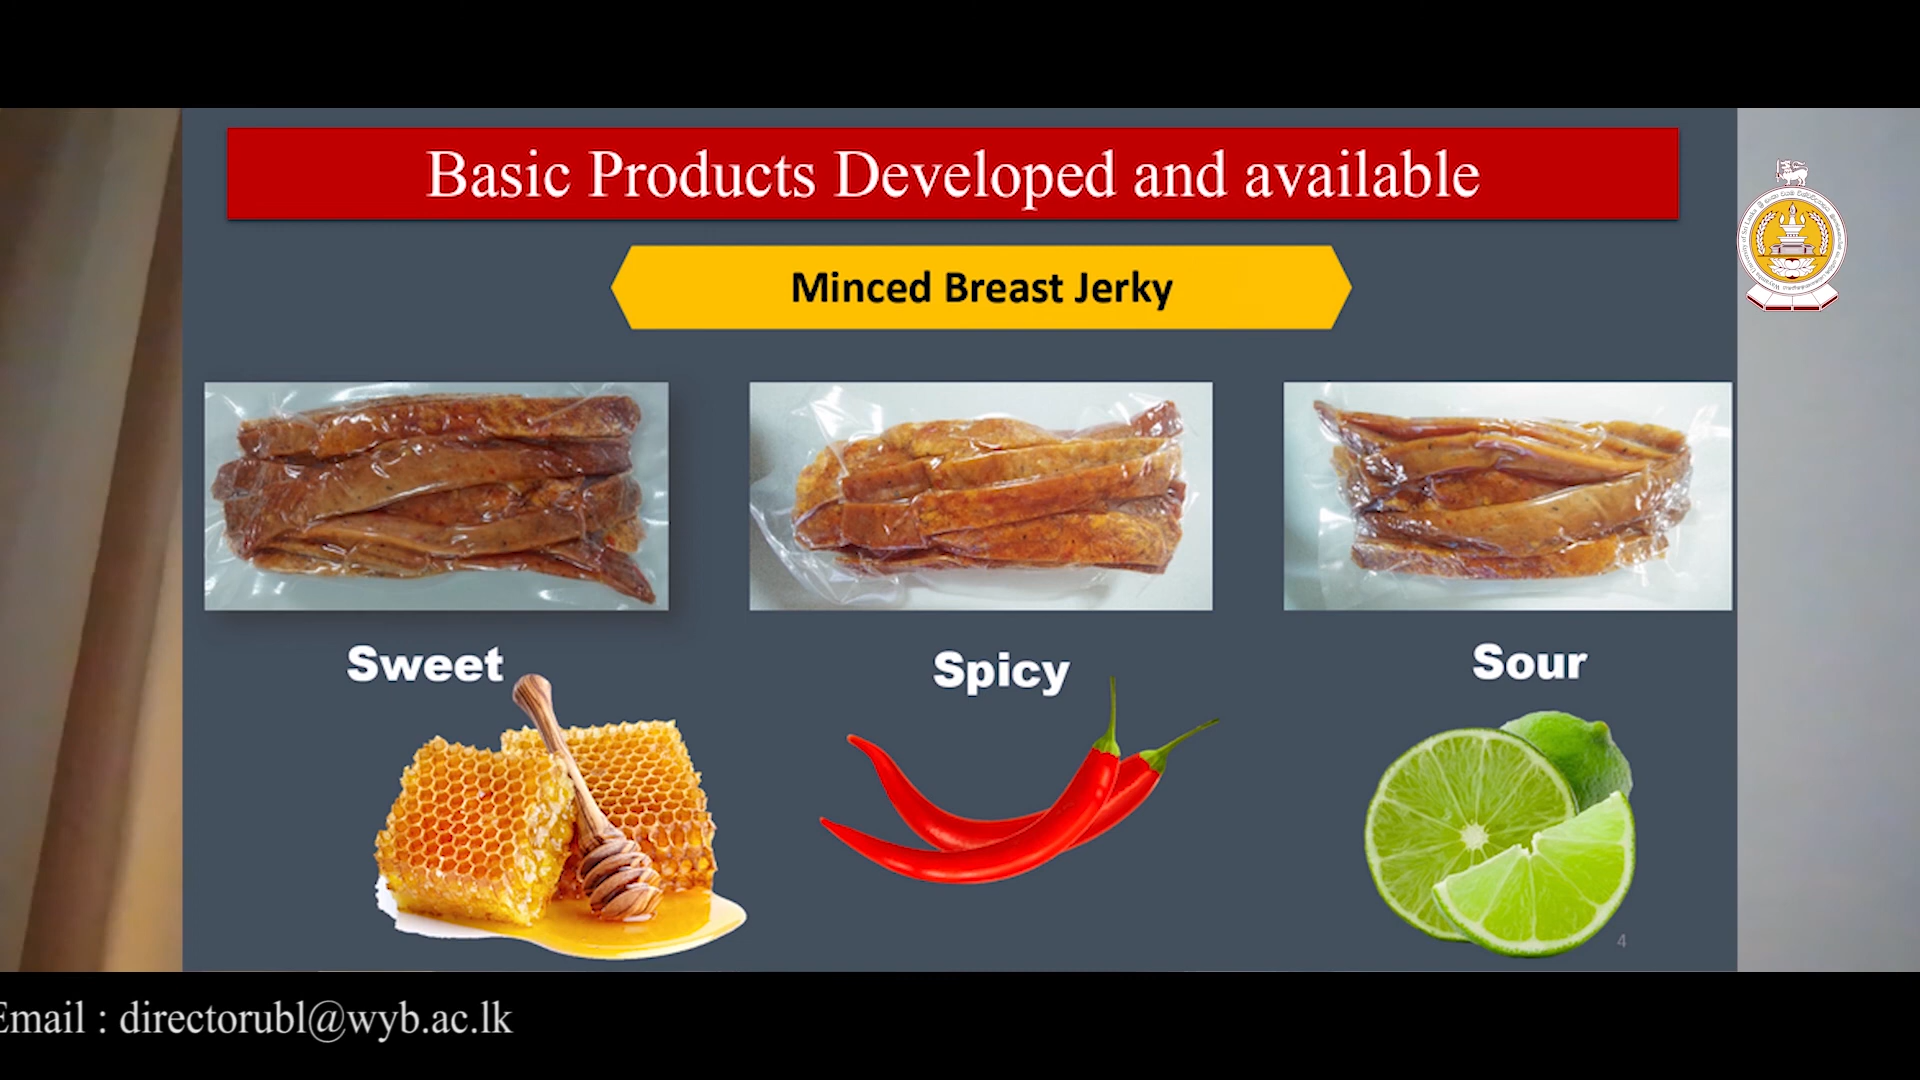 Basic Products Developed and available
Minced Breast Jerky
Sweet
Spicy
Sour
4
Email : directorubl@wyb.ac.lk